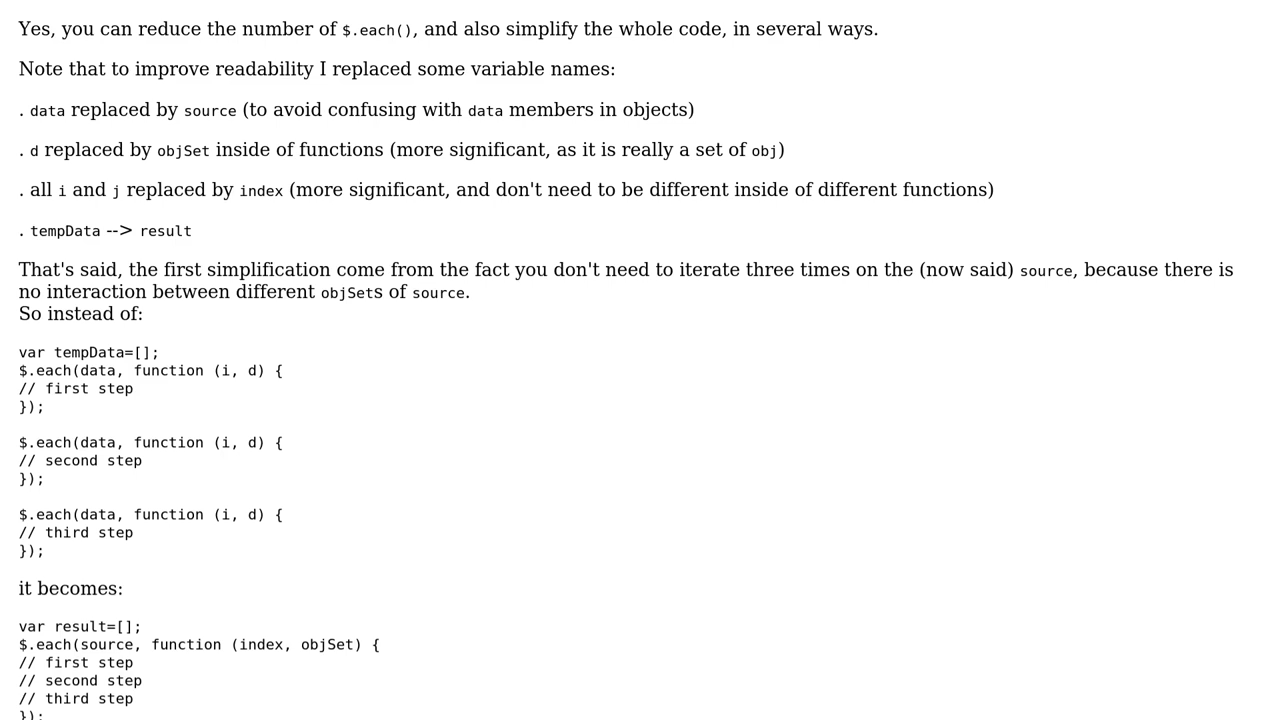 Yes, you can reduce the number of $.each(), and also simplify the whole code, in several ways.
Note that to improve readability I replaced some variable names:
. data replaced by source (to avoid confusing with data members in objects)
. d replaced by objSet inside of functions (more significant, as it is really a set of obj)
. all i and j replaced by index (more significant, and don't need to be different inside of different functions)
. tempData --> result
That's said, the first simplification come from the fact you don't need to iterate three times on the (now said) source, because there is
no interaction between different objSets of source.
So instead of:
var tempData=[];
$.each(data, function (i, d) {
// first step
});
$.each(data, function (i, d) {
// second step
});
$.each(data, function (i, d) {
// third step
});
it becomes:
var result=[];
$.each(source, function (index, objSet) {
// first step
// second step
// third step
});